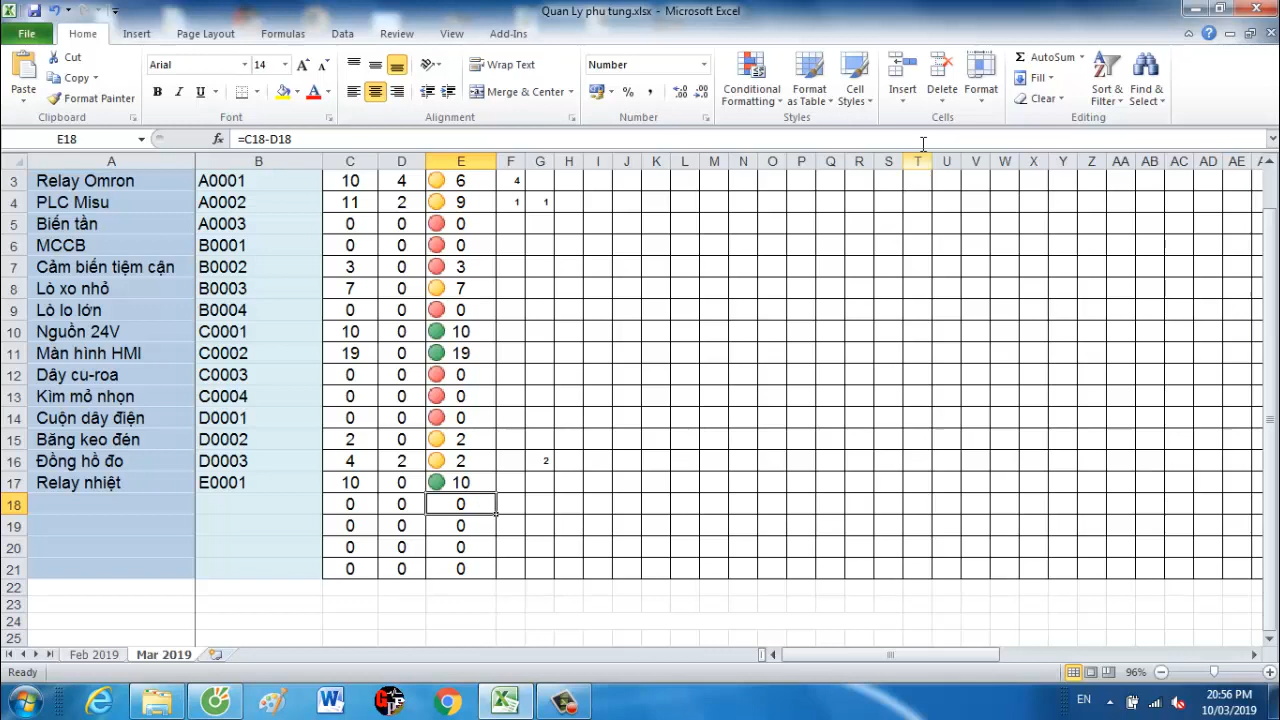 Quan Ly phu tung.xlsx - Microsoft Excel
File Home Insert Page Layout Formulas Data Review View Add-Ins
Cut
Copy
Format Painter
Paste
Clipboard
Arial 14
B I U
Font
Wrap Text
Merge & Center
Alignment
Number
Number
Conditional Formatting
Format as Table
Cell Styles
Styles
Insert Delete Format
Cells
AutoSum
Fill
Clear
Sort & Filter
Find & Select
Editing
E18 fx =C18-D18
A B C D E F G H I J K L M N O P Q R S T U V W X Y Z AA AB AC AD AE
3 Relay Omron A0001 10 4 6 4
4 PLC Misu A0002 11 2 9 1 1
5 Biến tần A0003 0 0 0
6 MCCB B0001 0 0 0
7 Cảm biến tiệm cận B0002 3 0 3
8 Lò xo nhỏ B0003 7 0 7
9 Lò lo lớn B0004 0 0 0
10 Nguồn 24V C0001 10 0 10
11 Màn hình HMI C0002 19 0 19
12 Dây cu-roa C0003 0 0 0
13 Kìm mỏ nhọn C0004 0 0 0
14 Cuộn dây điện D0001 0 0 0
15 Băng keo đén D0002 2 0 2
16 Đồng hồ đo D0003 4 2 2 2
17 Relay nhiệt E0001 10 0 10
18 0 0 0
19 0 0 0
20 0 0 0
21 0 0 0
22
23
24
25
Feb 2019 Mar 2019
Ready 96%
EN 20:56 PM
10/03/2019